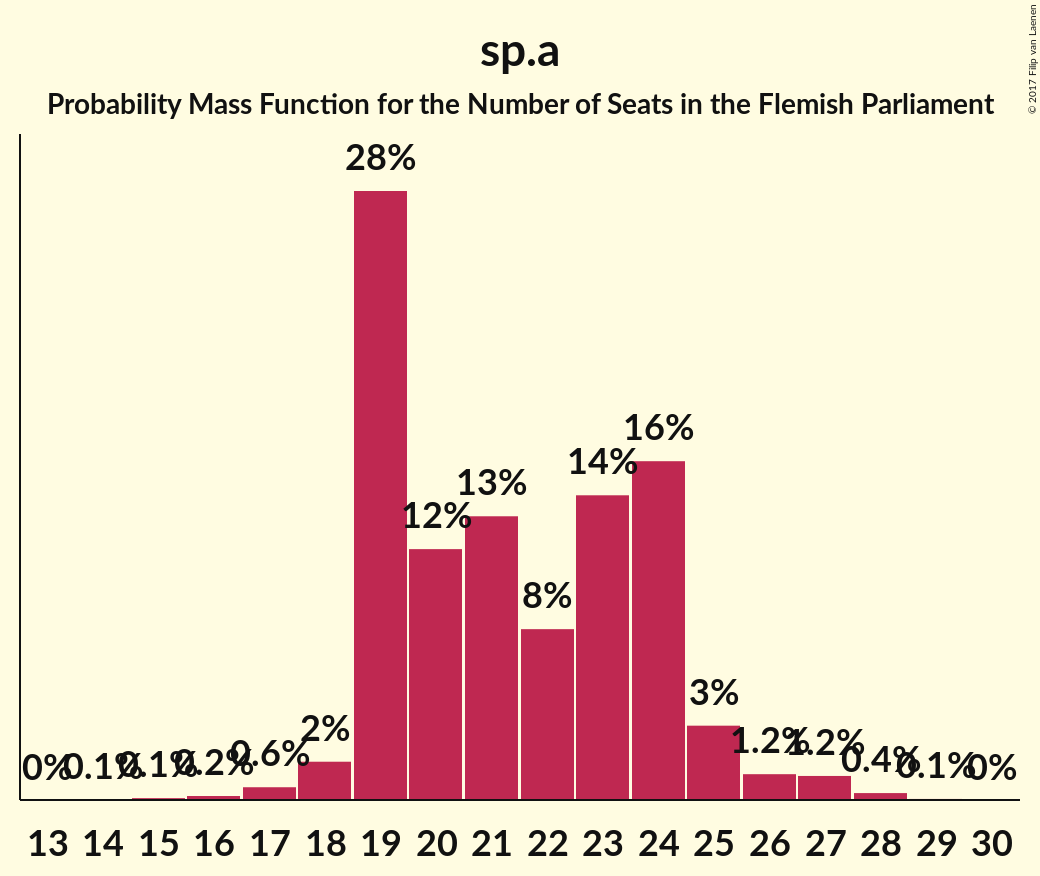 sp.a
Probability Mass Function for the Number of Seats in the Flemish Parliament
© 2017 Filip van Laenen
0% 0.1% 0.1% 0.2% 0.6% 2% 28% 12% 13% 8% 14% 16% 3% 1.2% 1.2% 0.4% 0.1% 0%
13 14 15 16 17 18 19 20 21 22 23 24 25 26 27 28 29 30